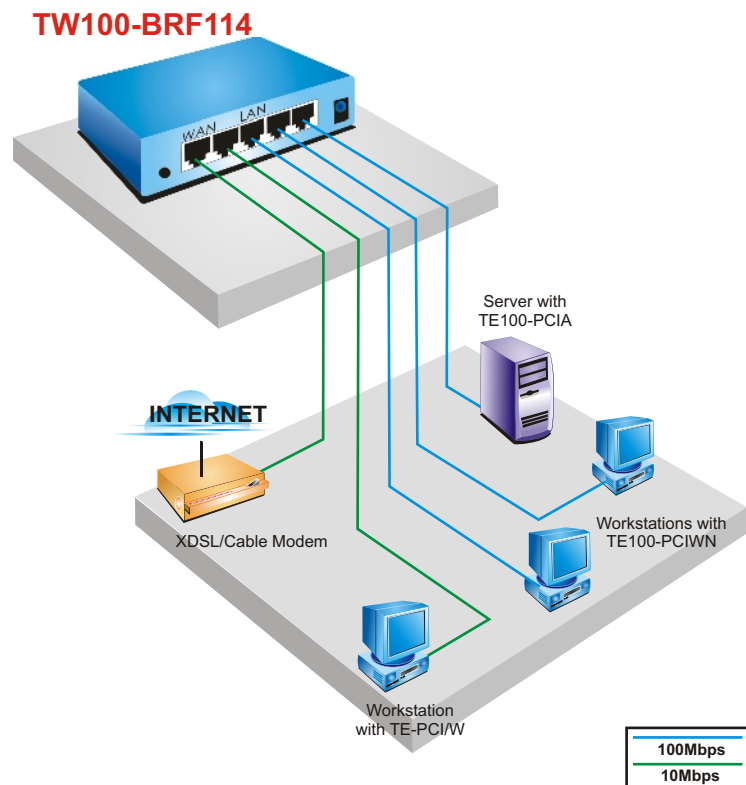 TW100-BRF114
WAN
LAN
Server with
TE100-PCIA
INTERNET
XDSL/Cable Modem
Workstations with
TE100-PCIWN
Workstation
with TE-PCI/W
100Mbps
10Mbps